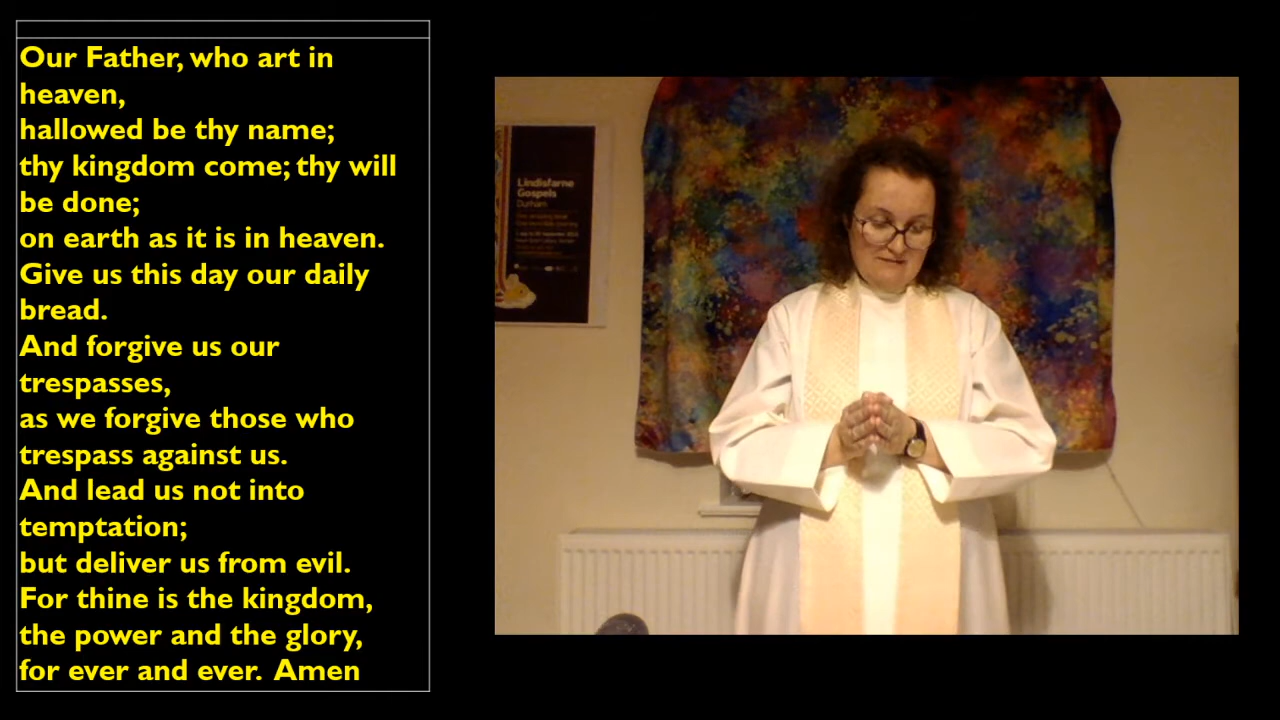 Our Father, who art in
heaven,
hallowed be thy name;
thy kingdom come; thy will
be done;
on earth as it is in heaven.
Give us this day our daily
bread.
And forgive us our
trespasses,
as we forgive those who
trespass against us.
And lead us not into
temptation;
but deliver us from evil.
For thine is the kingdom,
the power and the glory,
for ever and ever. Amen
Lindisfarne
Gospels
Durham